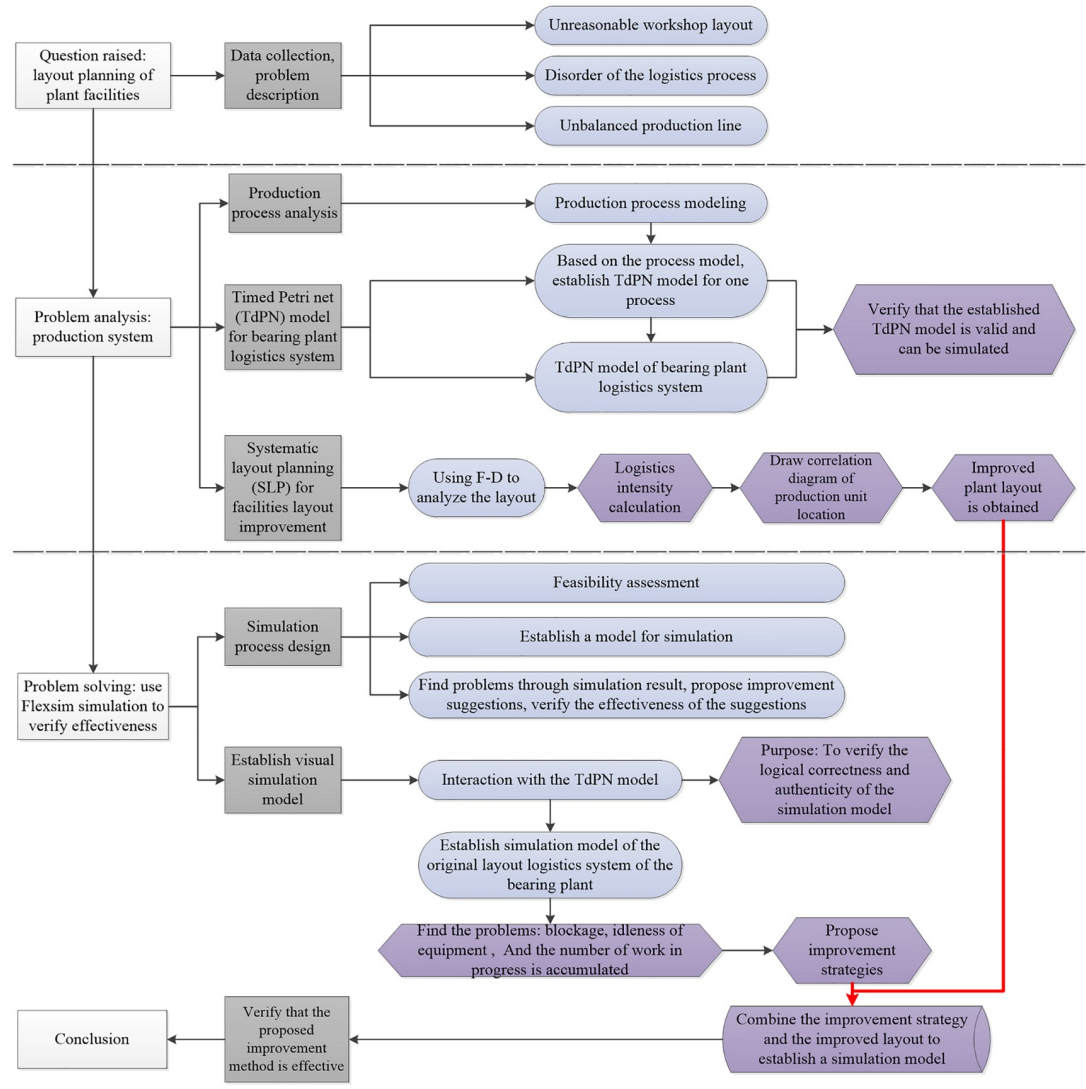 Question raised:
layout planning of
plant facilities
Data collection,
problem
description
Unreasonable workshop layout
Disorder of the logistics process
Unbalanced production line
Production
process analysis
Production process modeling
Problem analysis:
production system
Timed Petri net
(TdPN) model
for bearing plant
logistics system
Based on the process model,
establish TdPN model for one
process
TdPN model of bearing plant
logistics system
Verify that the established
TdPN model is valid and
can be simulated
Systematic
layout planning
(SLP) for
facilities layout
improvement
Using F-D to
analyze the layout
Logistics
intensity
calculation
Draw correlation
diagram of
production unit
location
Improved
plant layout
is obtained
Problem solving: use
Flexsim simulation to
verify effectiveness
Simulation
process design
Feasibility assessment
Establish a model for simulation
Find problems through simulation result, propose improvement
suggestions, verify the effectiveness of the suggestions
Establish visual
simulation
model
Interaction with the TdPN model
Purpose: To verify the
logical correctness and
authenticity of the
simulation model
Establish simulation model of the
original layout logistics system of the
bearing plant
Find the problems: blockage, idleness of
equipment , And the number of work in
progress is accumulated
Propose
improvement
strategies
Combine the improvement strategy
and the improved layout to
establish a simulation model
Verify that the
proposed
improvement
method is effective
Conclusion